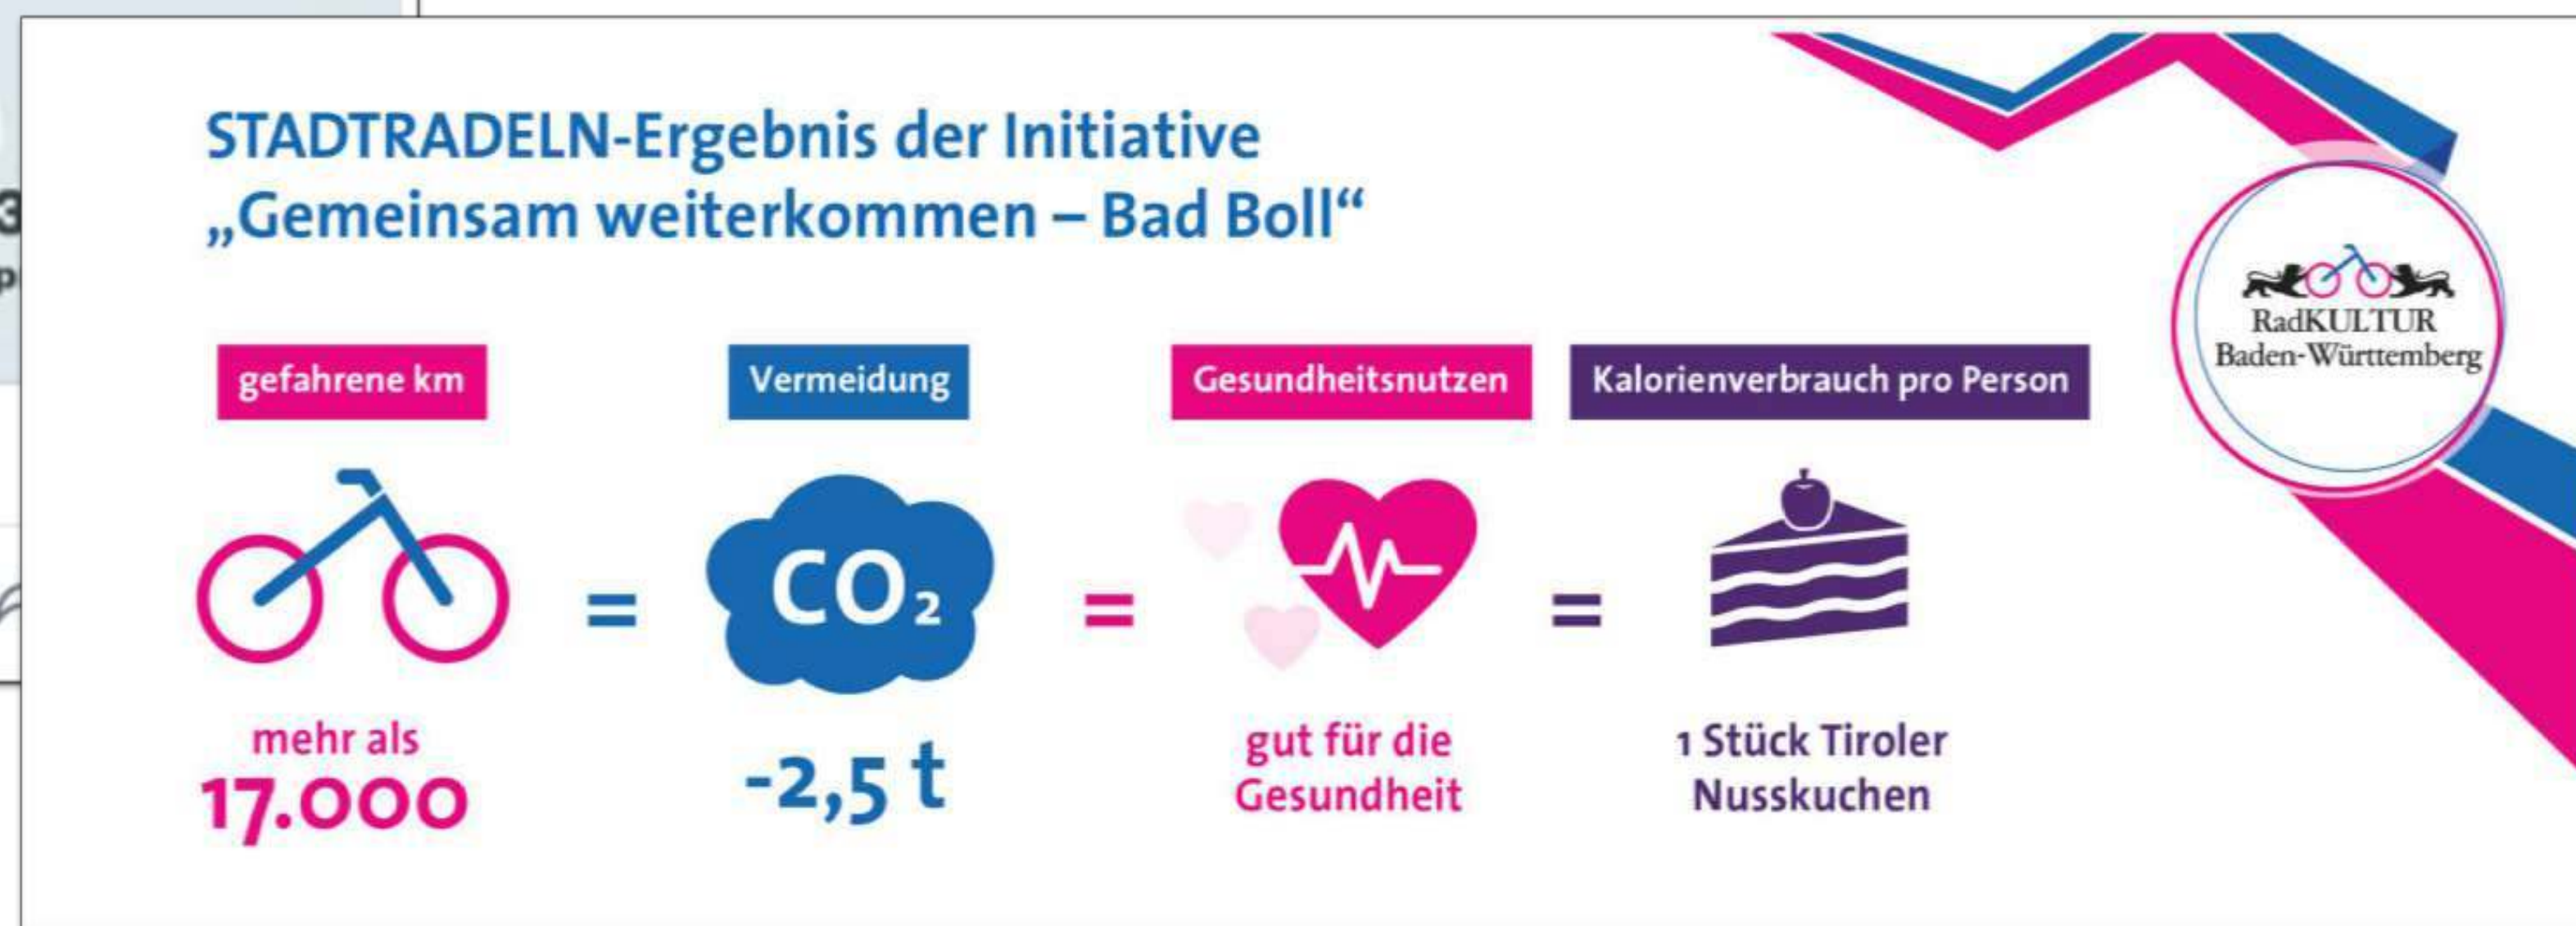 STADTRADELN-Ergebnis der Initiative
„Gemeinsam weiterkommen – Bad Boll“
gefahrene km
Vermeidung
Gesundheitsnutzen
Kalorienverbrauch pro Person
RadKULTUR
Baden-Württemberg
=
CO₂
=
=
mehr als
17.000
-2,5 t
gut für die
Gesundheit
1 Stück Tiroler
Nusskuchen